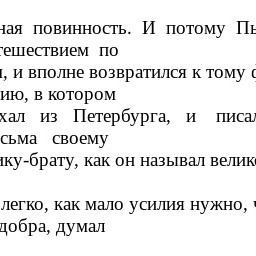 ная повинность. И потому Пь
тешествием по
, и вполне возвратился к тому
ию, в котором
хал из Петербурга, и писал
сьма своему
ику-брату, как он называл велик
легко, как мало усилия нужно,
добра, думал